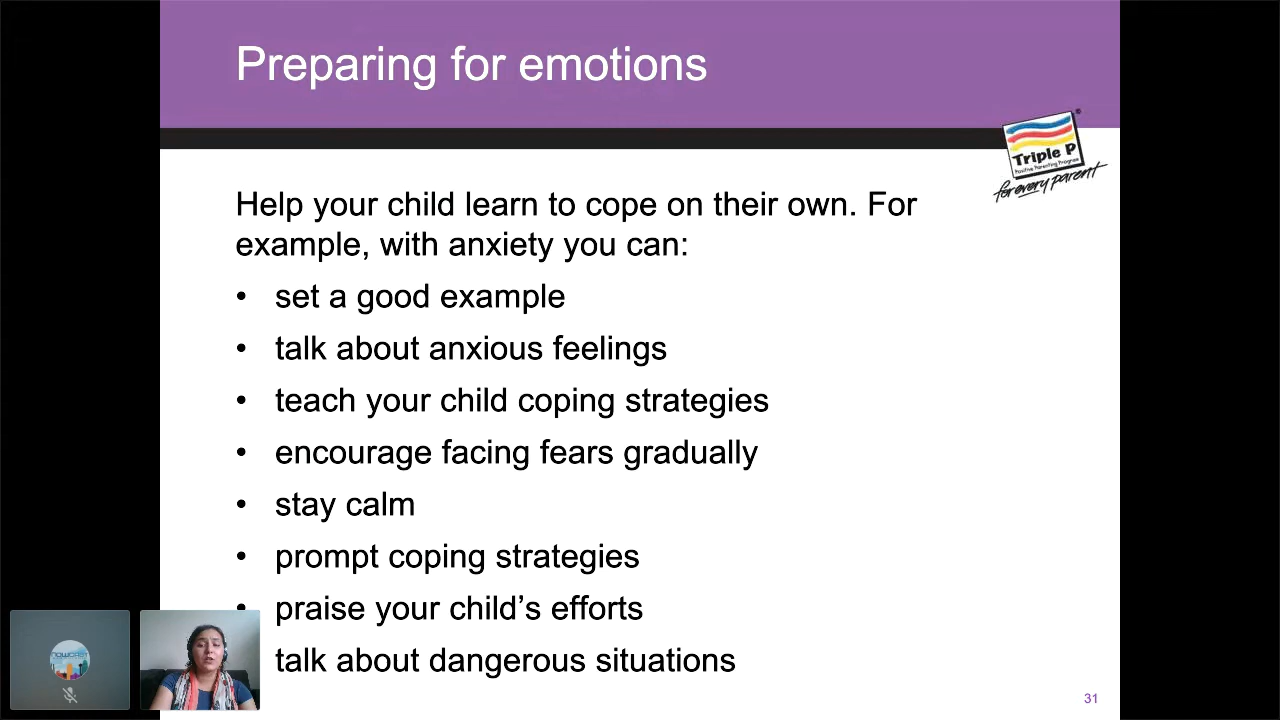 Preparing for emotions
Triple P
Positive Parenting Program
for every parent
Help your child learn to cope on their own. For
example, with anxiety you can:
• set a good example
• talk about anxious feelings
• teach your child coping strategies
• encourage facing fears gradually
• stay calm
• prompt coping strategies
• praise your child’s efforts
talk about dangerous situations
31